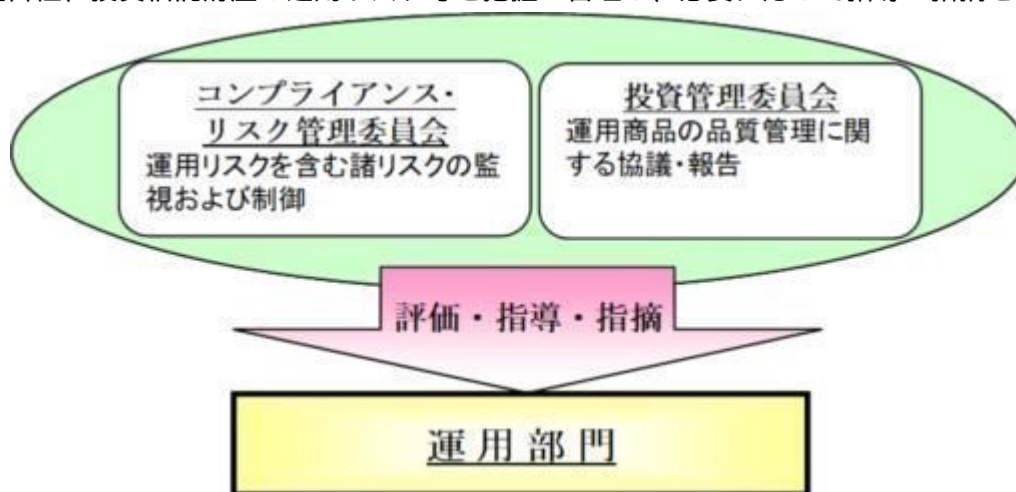 コンプライアンス・
リスク管理委員会
運用リスクを含む諸リスクの監
視および制御
投資管理委員会
運用商品の品質管理に関
する協議・報告
評価・指導・指摘
運用部門